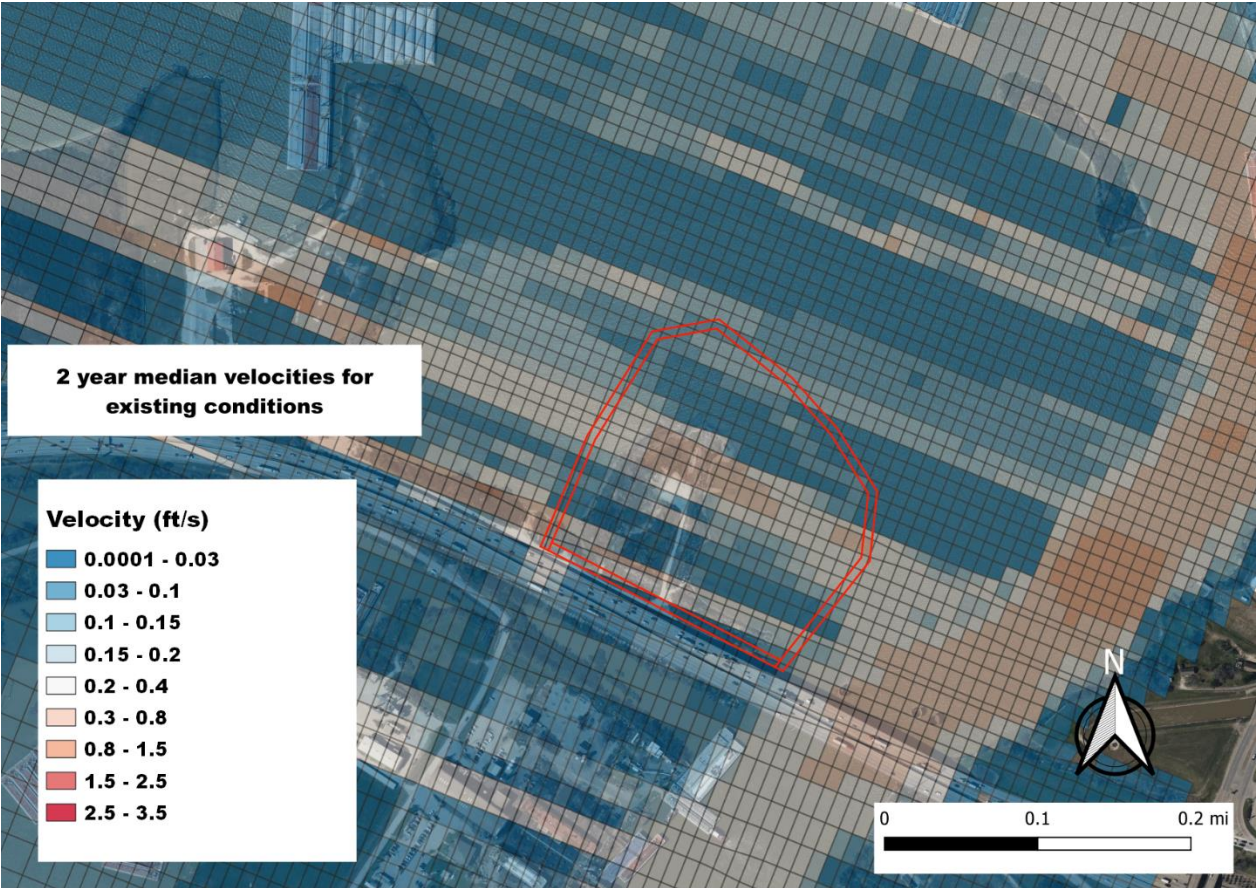 2 year median velocities for
existing conditions
Velocity (ft/s)
0.0001 - 0.03
0.03 - 0.1
0.1 - 0.15
0.15 - 0.2
0.2 - 0.4
0.3 - 0.8
0.8 - 1.5
1.5 - 2.5
2.5 - 3.5
N
0 0.1 0.2 mi